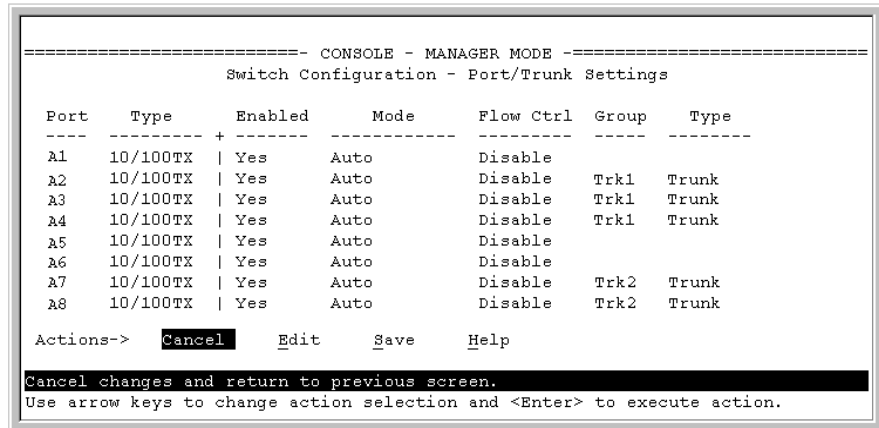 ==========================- CONSOLE - MANAGER MODE -============================
Switch Configuration - Port/Trunk Settings
Port Type Enabled Mode Flow Ctrl Group Type
---- --------- + ------- ------------ --------- ----- --------
A1 10/100TX | Yes Auto Disable
A2 10/100TX | Yes Auto Disable Trk1 Trunk
A3 10/100TX | Yes Auto Disable Trk1 Trunk
A4 10/100TX | Yes Auto Disable Trk1 Trunk
A5 10/100TX | Yes Auto Disable
A6 10/100TX | Yes Auto Disable
A7 10/100TX | Yes Auto Disable Trk2 Trunk
A8 10/100TX | Yes Auto Disable Trk2 Trunk
Actions-> Cancel Edit Save Help
Cancel changes and return to previous screen.
Use arrow keys to change action selection and <Enter> to execute action.